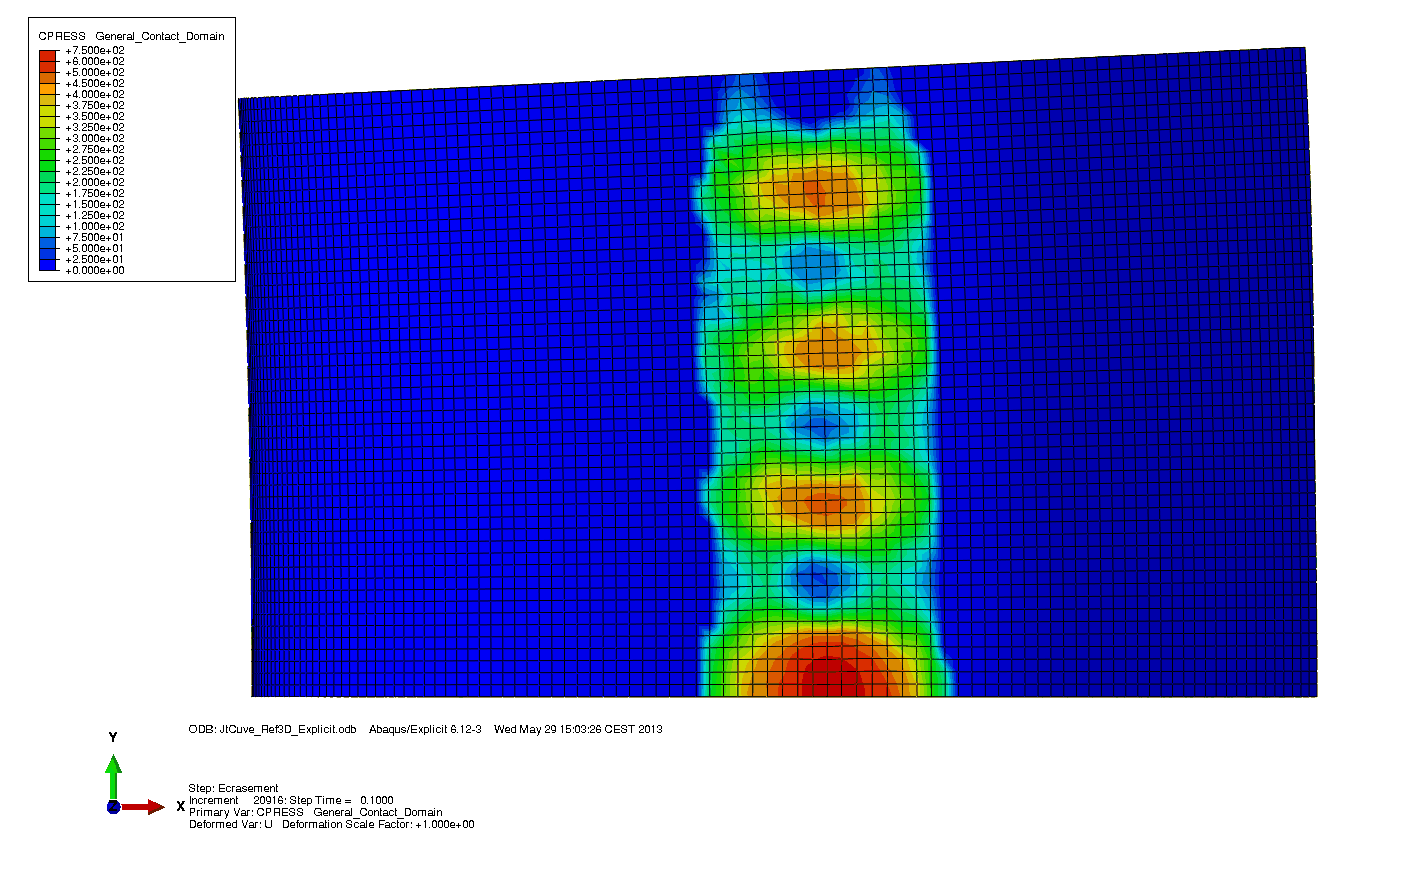 CPRESS General_Contact_Domain
+7.500e+02
+6.000e+02
+5.000e+02
+4.500e+02
+4.000e+02
+3.750e+02
+3.500e+02
+3.250e+02
+3.000e+02
+2.750e+02
+2.500e+02
+2.250e+02
+2.000e+02
+1.750e+02
+1.500e+02
+1.250e+02
+1.000e+02
+7.500e+01
+5.000e+01
+2.500e+01
+0.000e+00
ODB: JtCuve_Ref3D_Explicit.odb Abaqus/Explicit 6.12-3 Wed May 29 15:03:26 CEST 2013
Y
Z
X
Step: Ecrasement
Increment 20916: Step Time = 0.1000
Primary Var: CPRESS General_Contact_Domain
Deformed Var: U Deformation Scale Factor: +1.000e+00